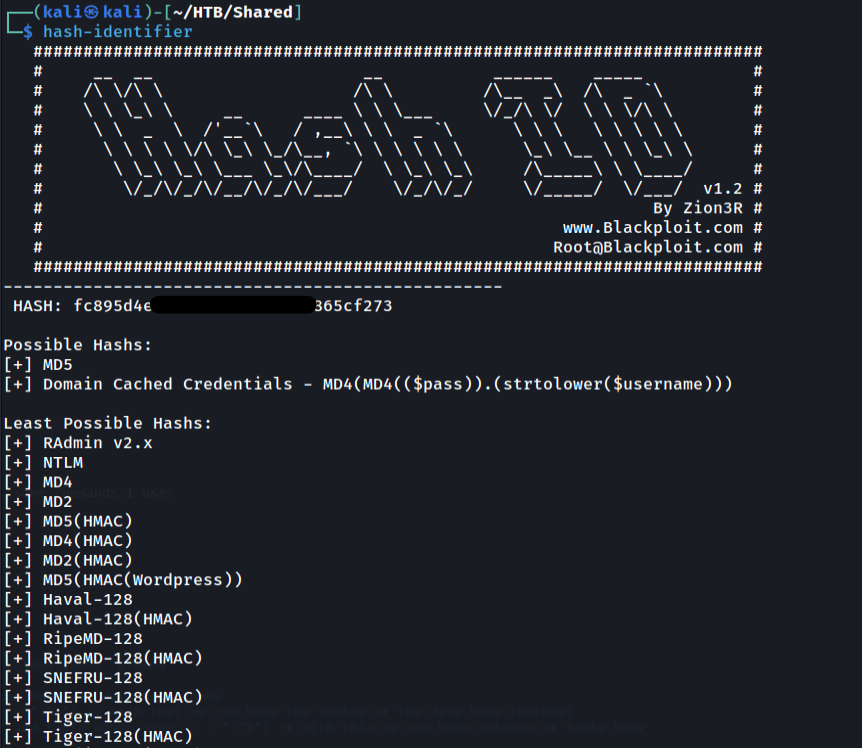 (kali㉿kali)-[~/HTB/Shared]
$ hash-identifier
#########################################################################
Hash ID
v1.2 #
# By Zion3R #
# www.Blackploit.com #
# Root@Blackploit.com #
#########################################################################
--------------------------------------------------
HASH: fc895d4e 365cf273
Possible Hashs:
[+] MD5
[+] Domain Cached Credentials - MD4(MD4(($pass)).(strtolower($username)))
Least Possible Hashs:
[+] RAdmin v2.x
[+] NTLM
[+] MD4
[+] MD2
[+] MD5(HMAC)
[+] MD4(HMAC)
[+] MD2(HMAC)
[+] MD5(HMAC(Wordpress))
[+] Haval-128
[+] Haval-128(HMAC)
[+] RipeMD-128
[+] RipeMD-128(HMAC)
[+] SNEFRU-128
[+] SNEFRU-128(HMAC)
[+] Tiger-128
[+] Tiger-128(HMAC)